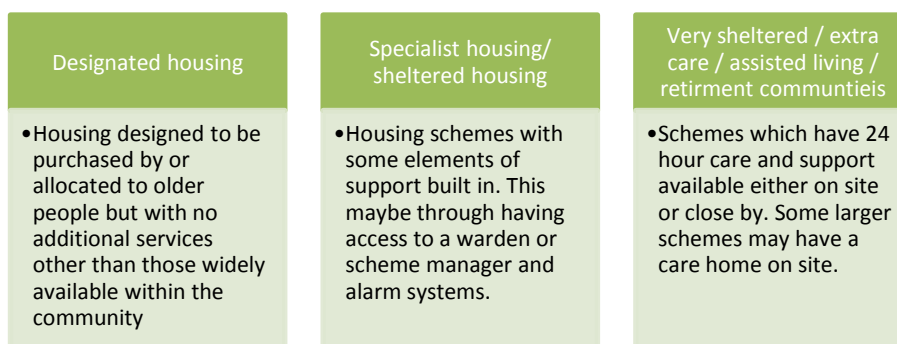 Designated housing
•Housing designed to be
purchased by or
allocated to older
people but with no
additional services
other than those widely
available within the
community
Specialist housing/
sheltered housing
•Housing schemes with
some elements of
support built in. This
maybe through having
access to a warden or
scheme manager and
alarm systems.
Very sheltered / extra
care / assisted living /
retirment communtieis
•Schemes which have 24
hour care and support
available either on site
or close by. Some larger
schemes may have a
care home on site.